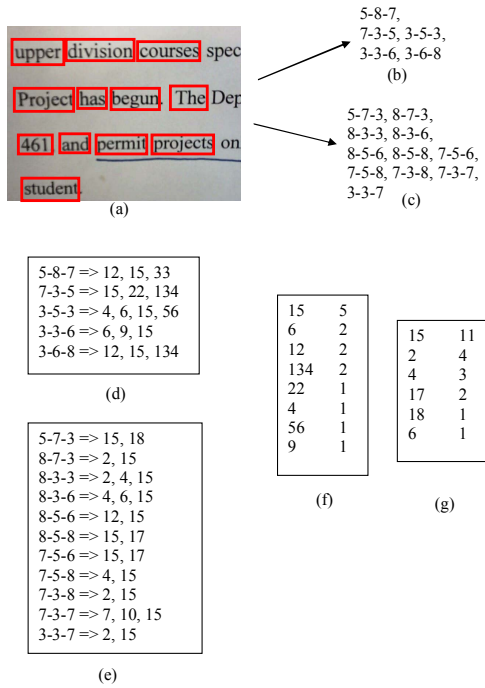 upper division courses spec
Project has begun. The Dep
461 and permit projects on
student.
(a)
5-8-7,
7-3-5, 3-5-3,
3-3-6, 3-6-8
(b)
5-7-3, 8-7-3,
8-3-3, 8-3-6,
8-5-6, 8-5-8, 7-5-6,
7-5-8, 7-3-8, 7-3-7,
3-3-7
(c)
5-8-7 => 12, 15, 33
7-3-5 => 15, 22, 134
3-5-3 => 4, 6, 15, 56
3-3-6 => 6, 9, 15
3-6-8 => 12, 15, 134
(d)
5-7-3 => 15, 18
8-7-3 => 2, 15
8-3-3 => 2, 4, 15
8-3-6 => 4, 6, 15
8-5-6 => 12, 15
8-5-8 => 15, 17
7-5-6 => 15, 17
7-5-8 => 4, 15
7-3-8 => 2, 15
7-3-7 => 7, 10, 15
3-3-7 => 2, 15
(e)
15 5
6 2
12 2
134 2
22 1
4 1
56 1
9 1
(f)
15 11
2 4
4 3
17 2
18 1
6 1
(g)